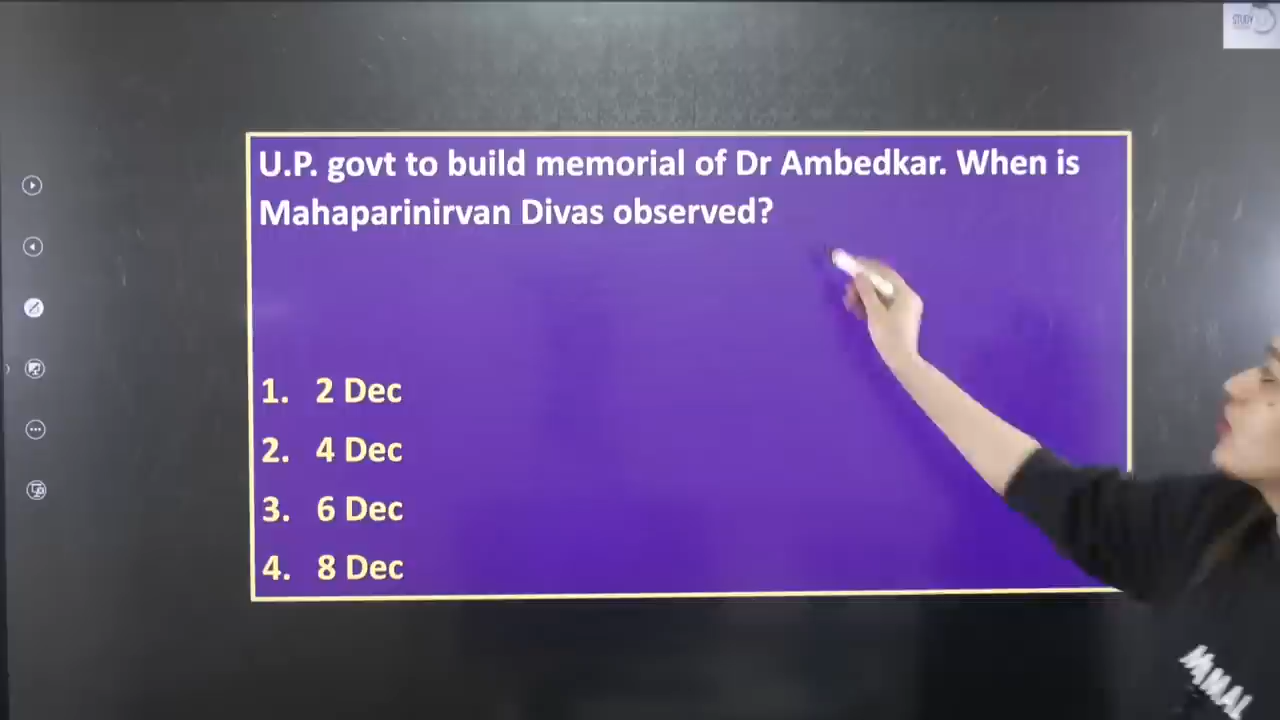 STUDY
U.P. govt to build memorial of Dr Ambedkar. When is
Mahaparinirvan Divas observed?
1. 2 Dec
2. 4 Dec
3. 6 Dec
4. 8 Dec